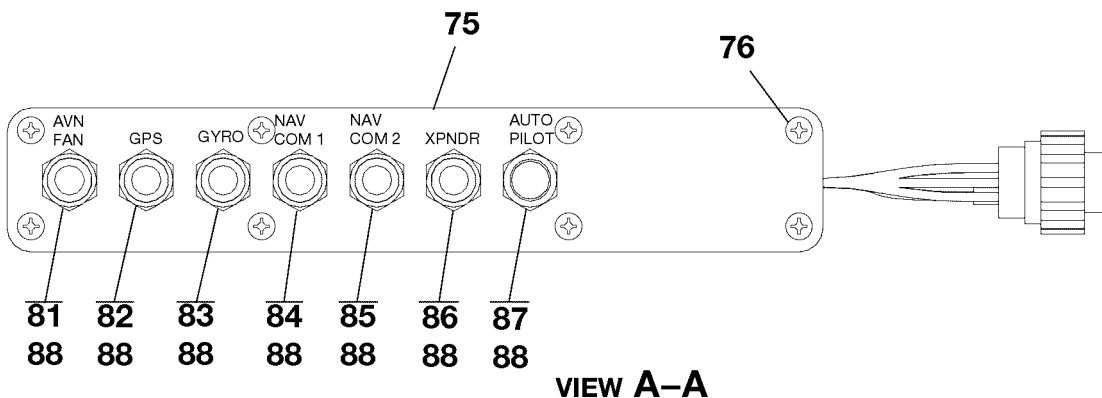 75
76
AVN
FAN
GPS
GYRO
NAV
COM 1
NAV
COM 2
XPNDR
AUTO
PILOT
81 82 83 84 85 86 87
88 88 88 88 88 88 88
VIEW A–A